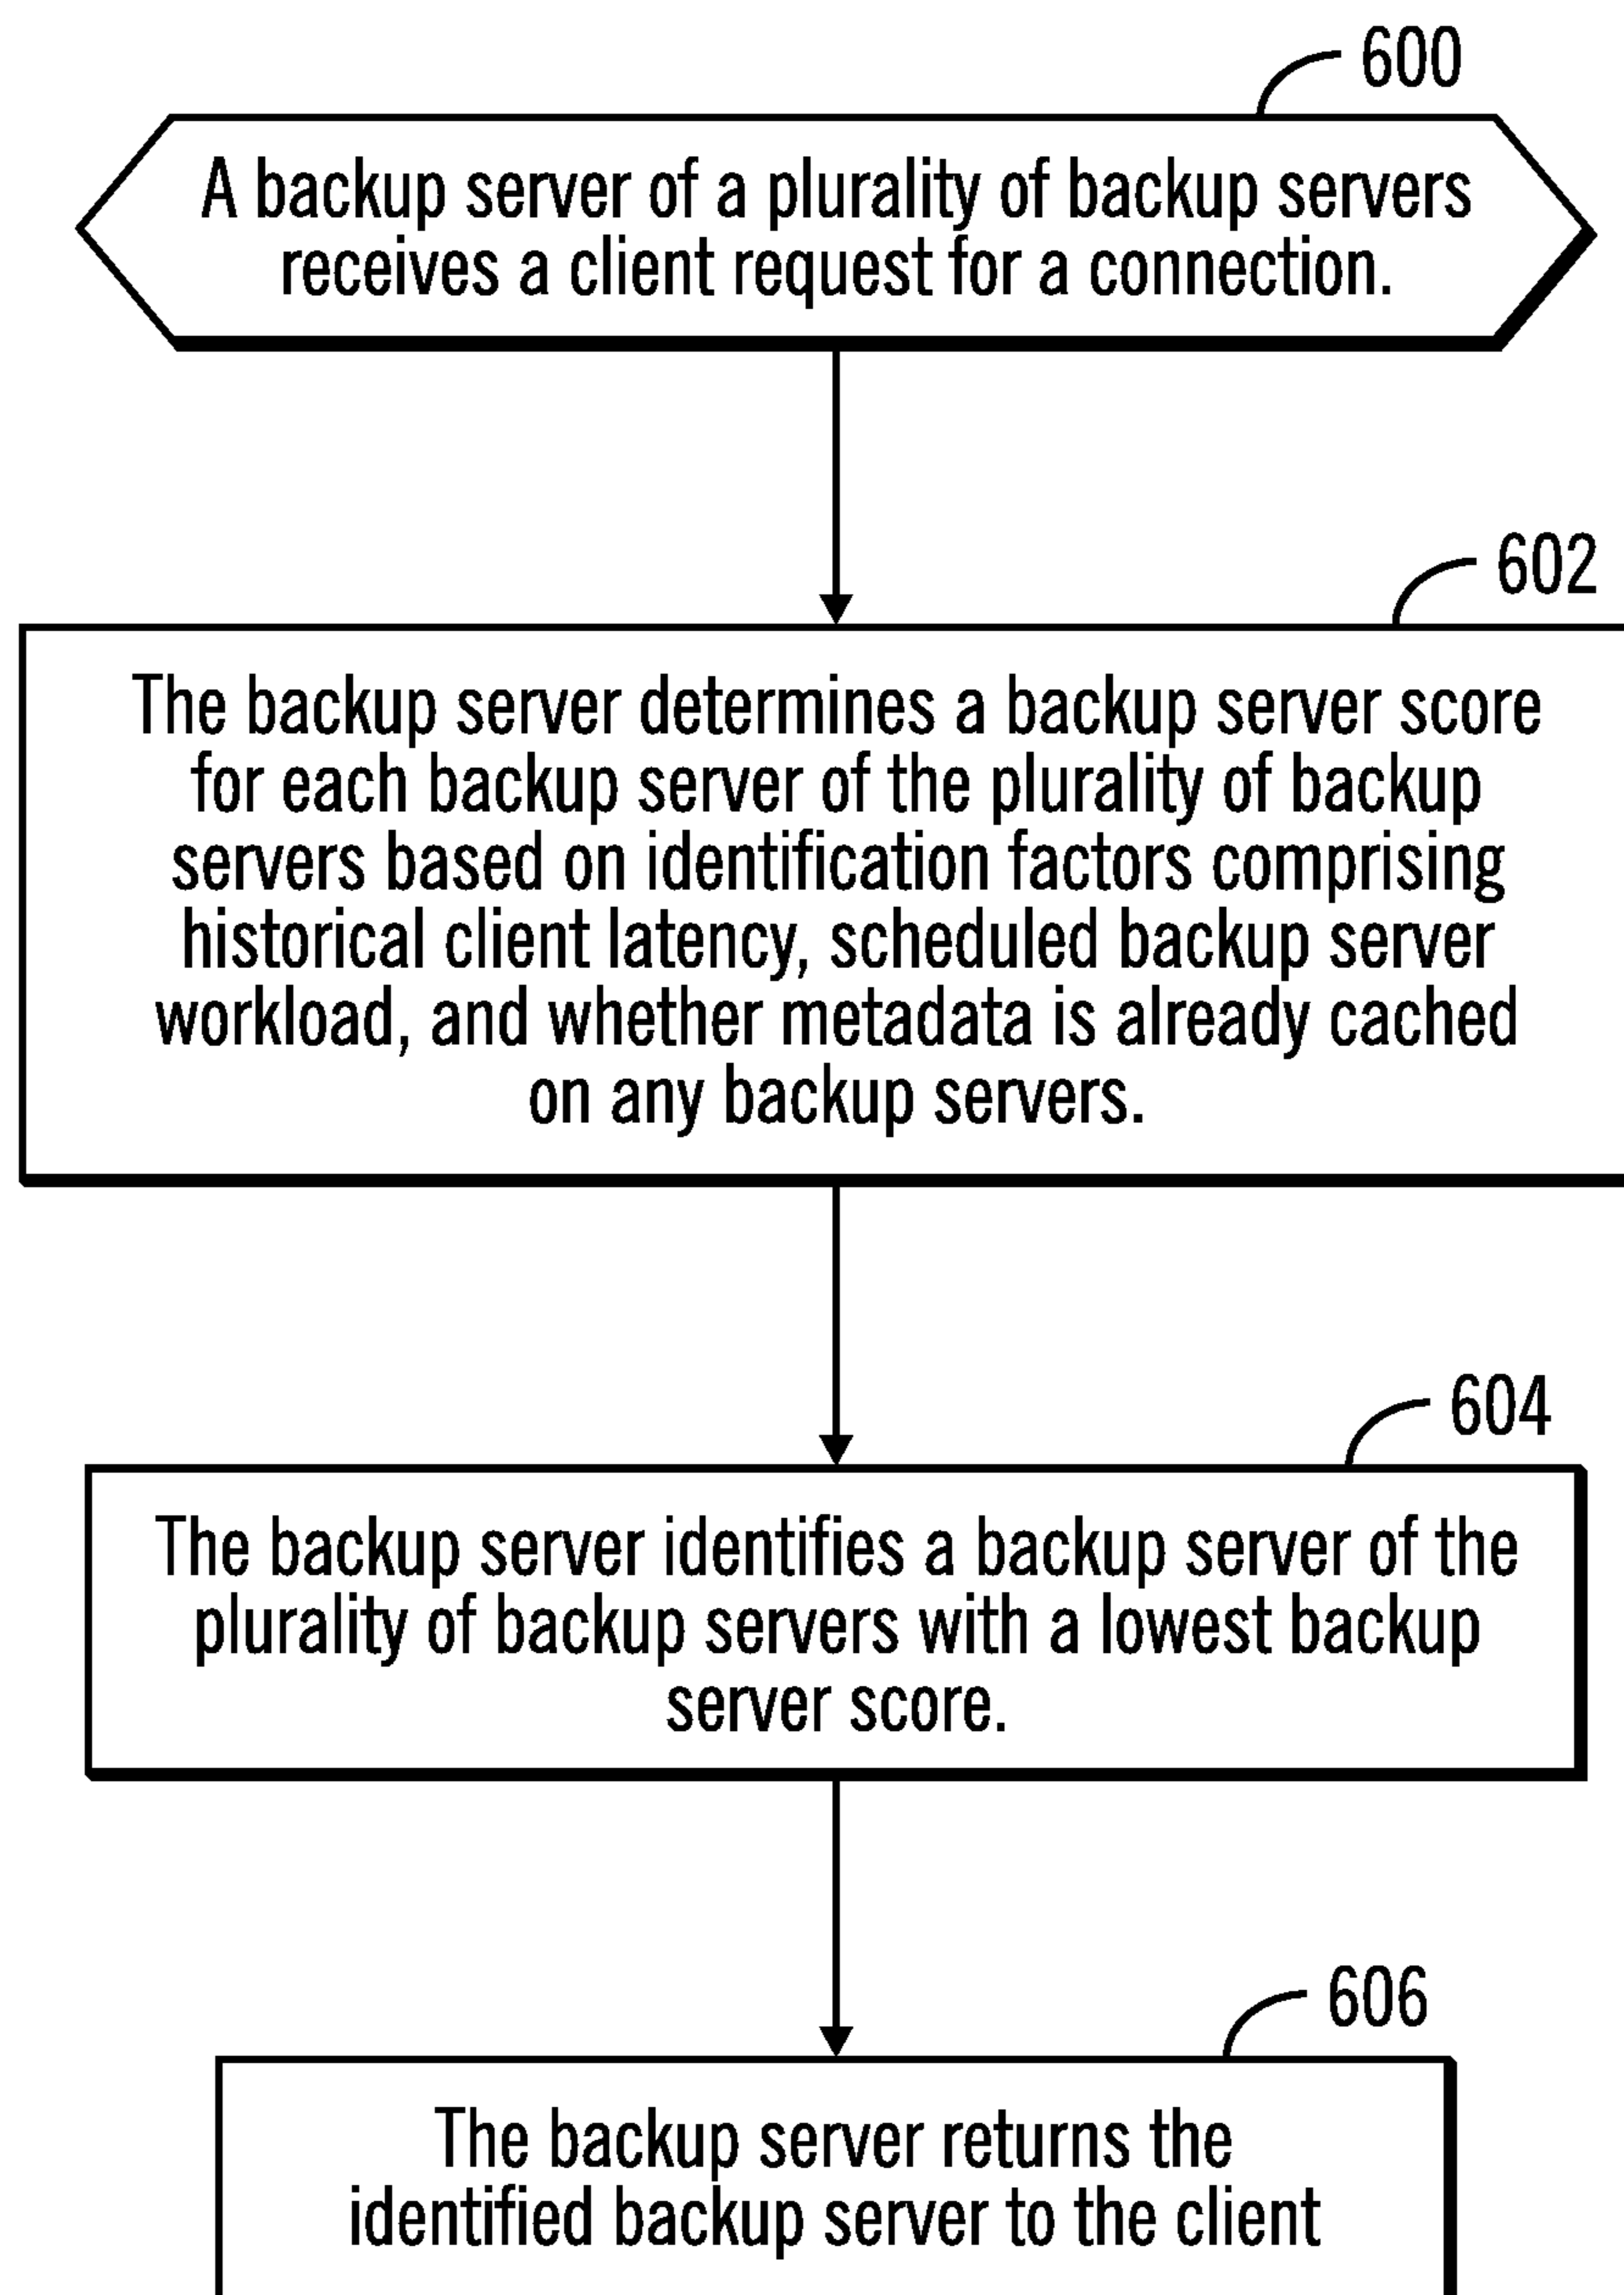 600
A backup server of a plurality of backup servers
receives a client request for a connection.
602
The backup server determines a backup server score
for each backup server of the plurality of backup
servers based on identification factors comprising
historical client latency, scheduled backup server
workload, and whether metadata is already cached
on any backup servers.
604
The backup server identifies a backup server of the
plurality of backup servers with a lowest backup
server score.
606
The backup server returns the
identified backup server to the client